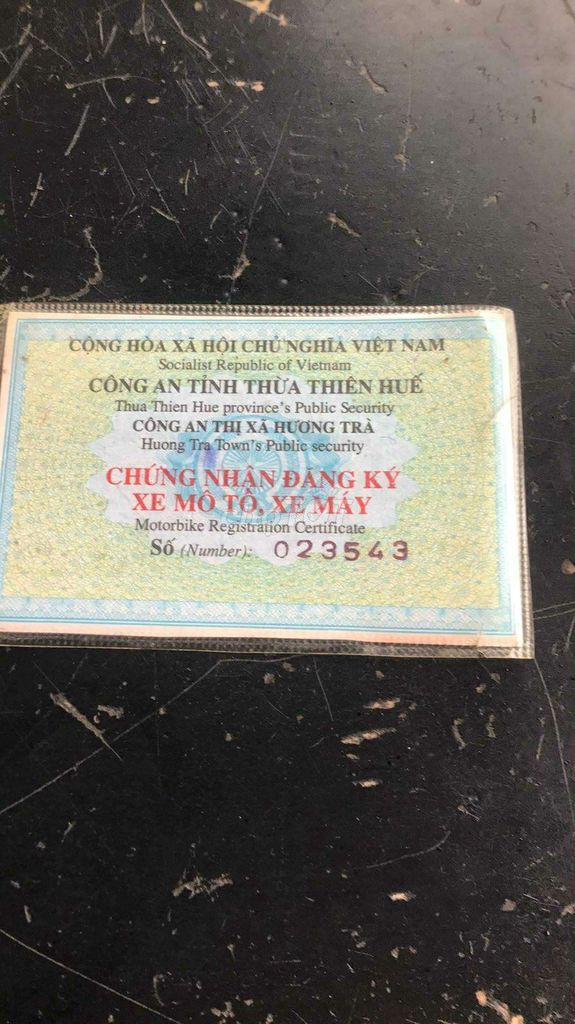 CỘNG HÒA XÃ HỘI CHỦ NGHĨA VIỆT NAM
Socialist Republic of Vietnam
CÔNG AN TỈNH THỪA THIÊN HUẾ
Thua Thien Hue province's Public Security
CÔNG AN THỊ XÃ HƯƠNG TRÀ
Huong Tra Town's Public security
CHỨNG NHẬN ĐĂNG KÝ
XE MÔ TÔ, XE MÁY
Motorbike Registration Certificate
Số (Number): 023543